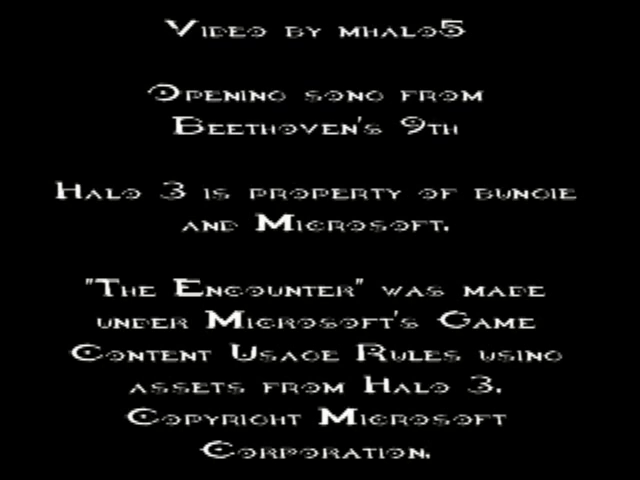 Video by mhalo5
Opening song from
Beethoven's 9th
Halo 3 is property of bungie
and Microsoft.
"The Encounter" was made
under Microsoft's Game
Content Usage Rules using
assets from Halo 3.
Copyright Microsoft
Corporation.